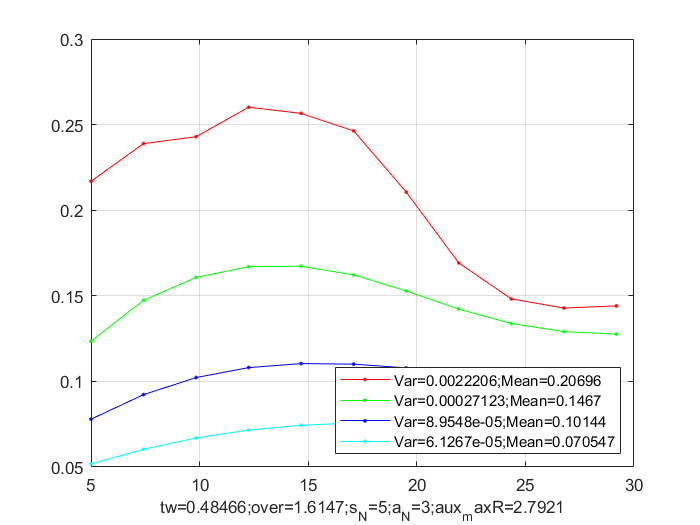 0.3
0.25
0.2
0.15
0.1
0.05
Var=0.0022206;Mean=0.20696
Var=0.00027123;Mean=0.1467
Var=8.9548e-05;Mean=0.10144
Var=6.1267e-05;Mean=0.070547
5 10 15 20 25 30
tw=0.48466;over=1.6147;s_N=5;a_N=3;aux_maxR=2.7921